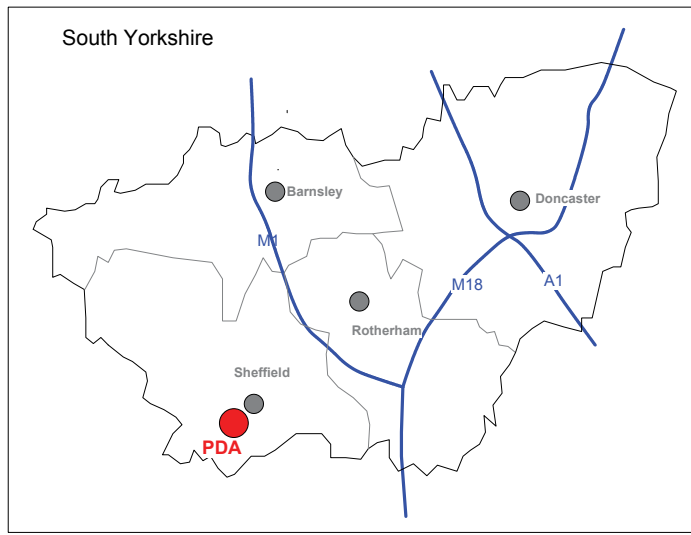 South Yorkshire
Barnsley
Doncaster
M1
M18
A1
Rotherham
Sheffield
PDA